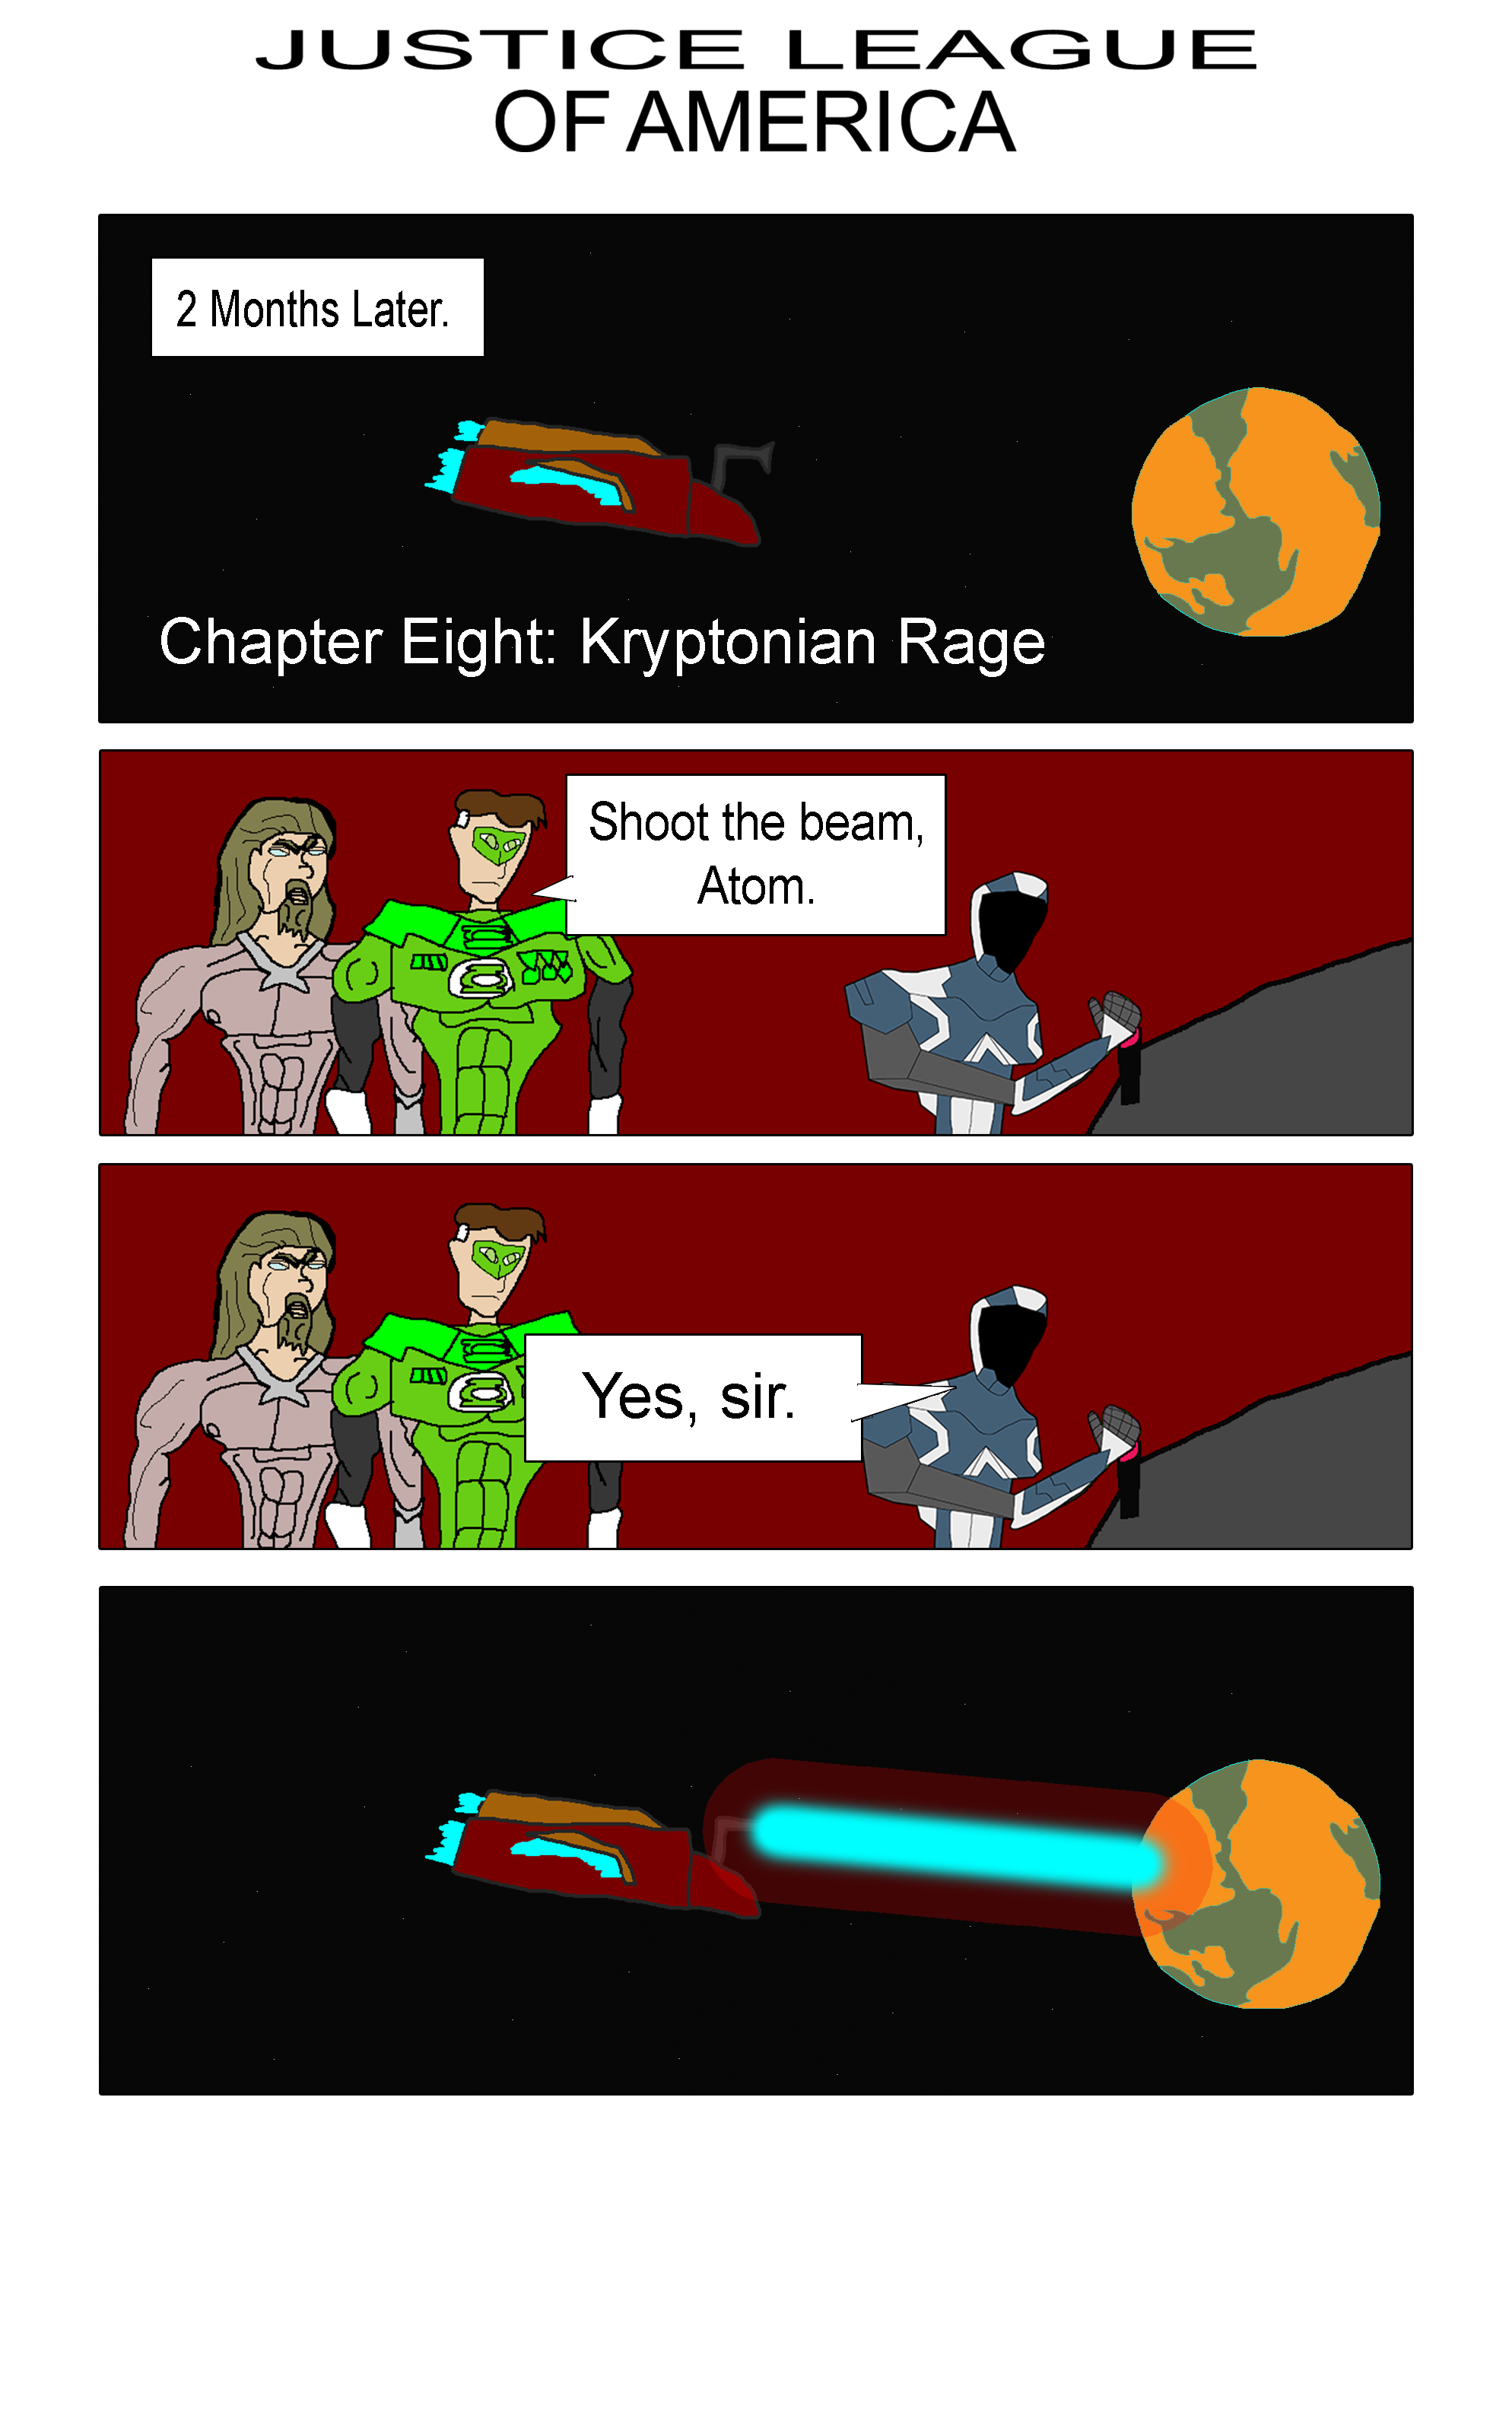 JUSTICE LEAGUE
OF AMERICA
2 Months Later.
Chapter Eight: Kryptonian Rage
Shoot the beam,
Atom.
Yes, sir.